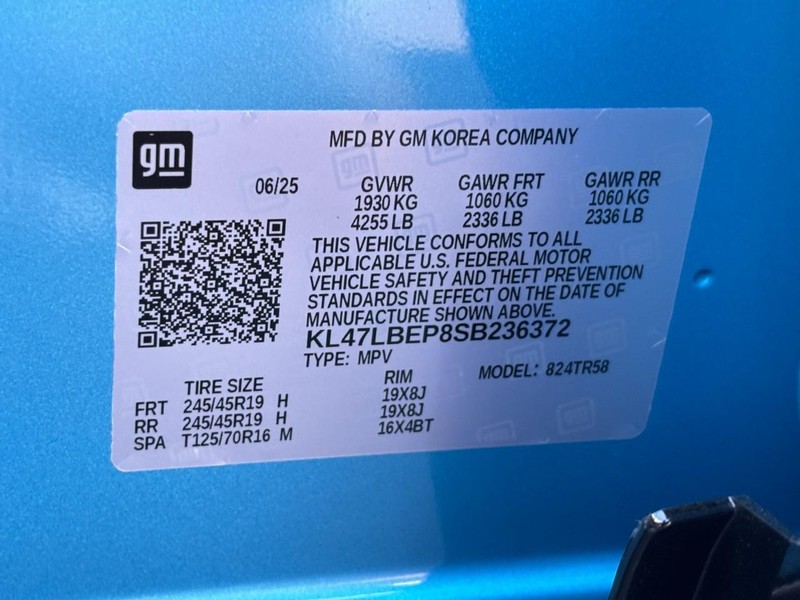 gm
MFD BY GM KOREA COMPANY
06/25 GVWR GAWR FRT GAWR RR
1930 KG 1060 KG 1060 KG
4255 LB 2336 LB 2336 LB
THIS VEHICLE CONFORMS TO ALL
APPLICABLE U.S. FEDERAL MOTOR
VEHICLE SAFETY AND THEFT PREVENTION
STANDARDS IN EFFECT ON THE DATE OF
MANUFACTURE SHOWN ABOVE.
KL47LBEP8SB236372
TYPE: MPV MODEL: 824TR58
TIRE SIZE RIM
FRT 245/45R19 H 19X8J
RR 245/45R19 H 19X8J
SPA T125/70R16 M 16X4BT